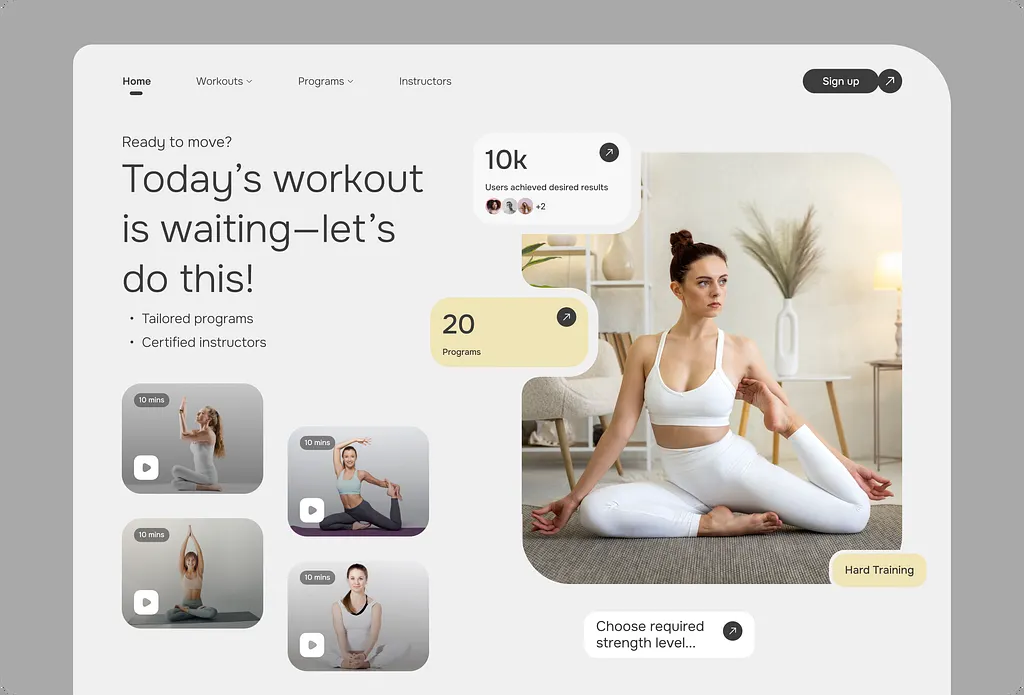 Home
Workouts
Programs
Instructors
Sign up
Ready to move?
Today’s workout
is waiting—let’s
do this!
• Tailored programs
• Certified instructors
10k
Users achieved desired results
+2
20
Programs
10 mins
10 mins
10 mins
10 mins
Hard Training
Choose required
strength level...